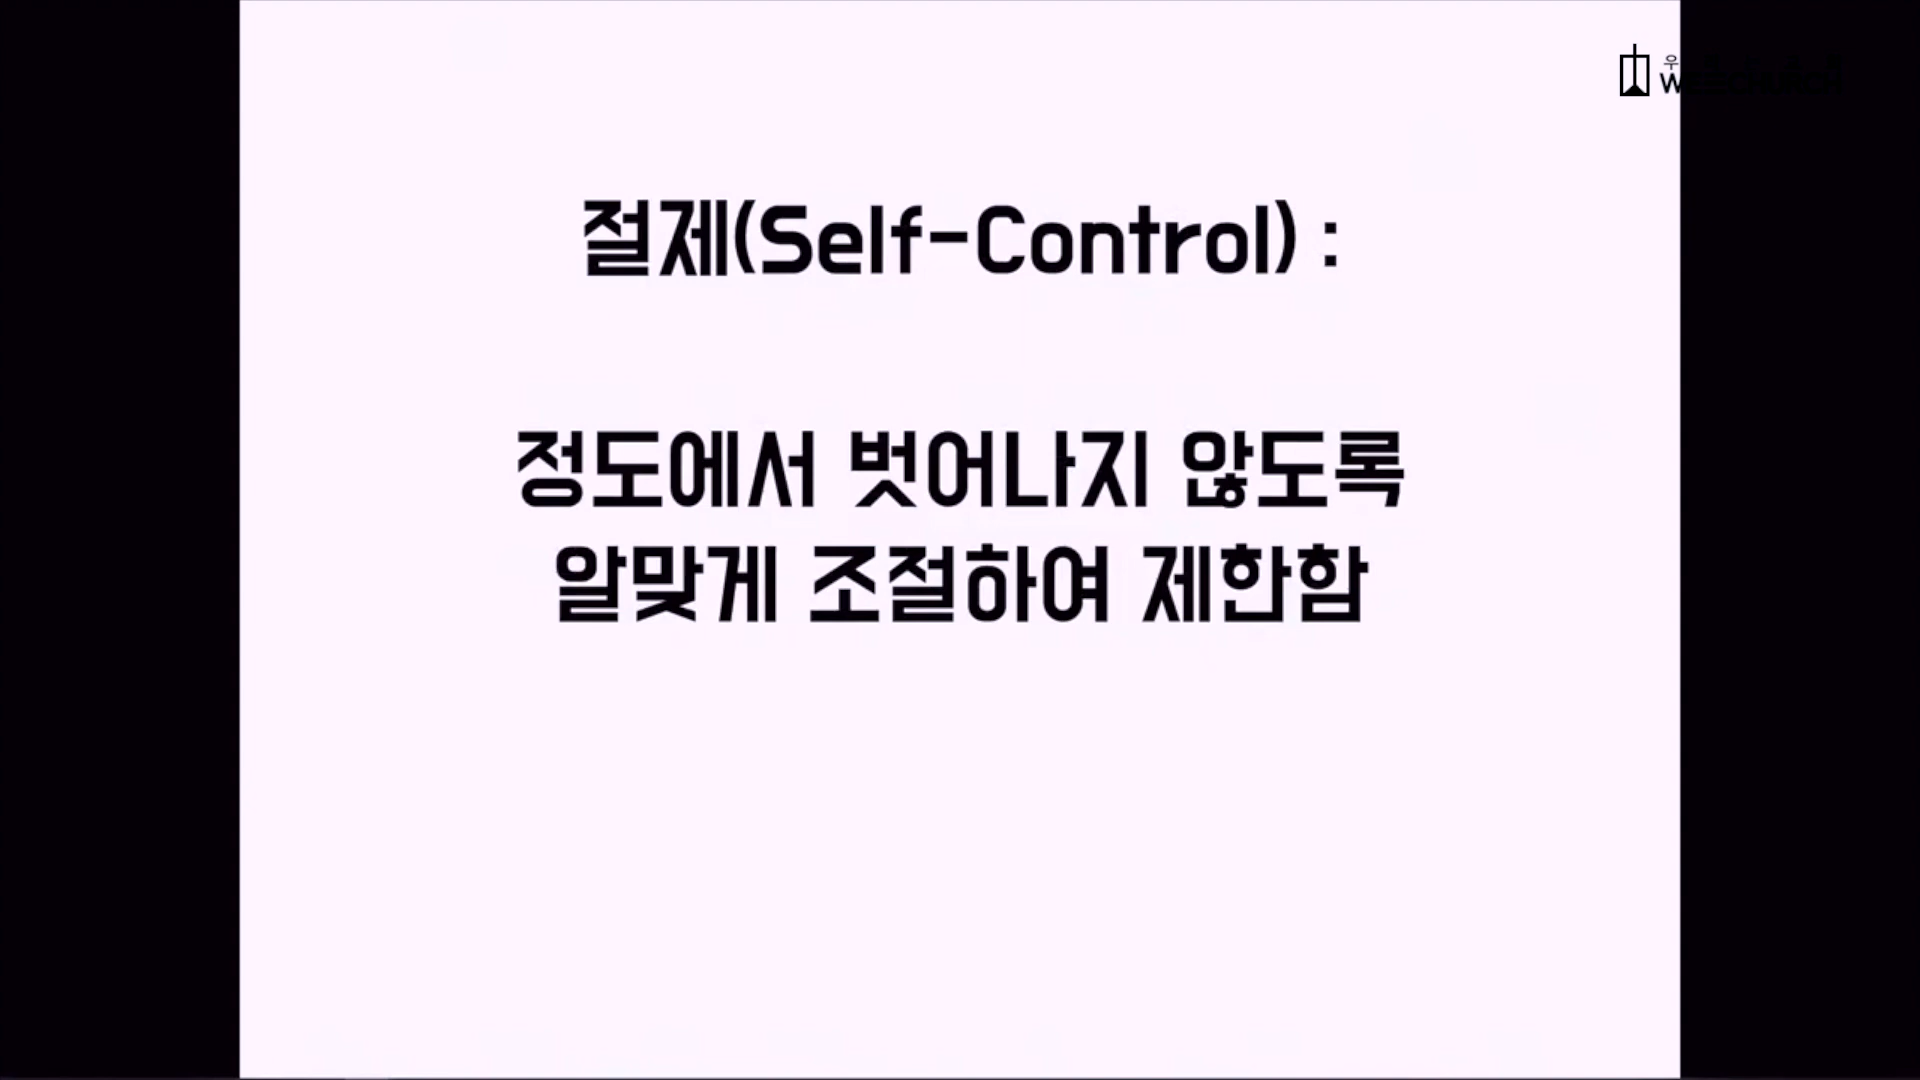 절제(Self-Control) :
정도에서 벗어나지 않도록
알맞게 조절하여 제한함